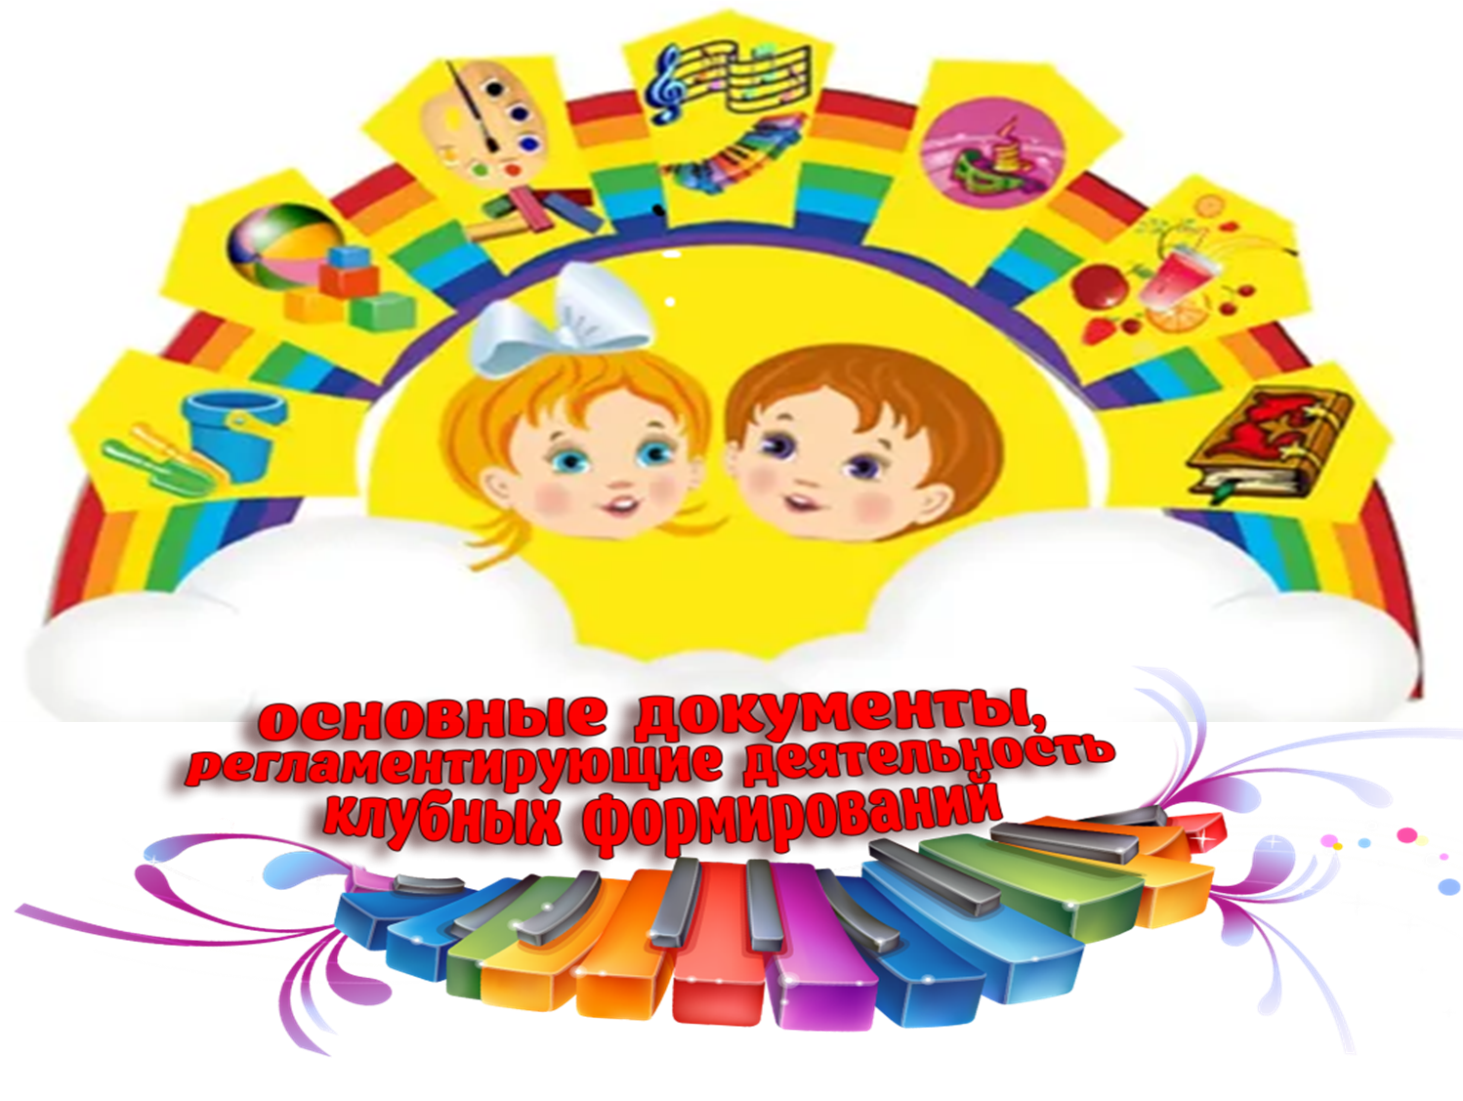 основные документы,
регламентирующие деятельность
клубных формирований